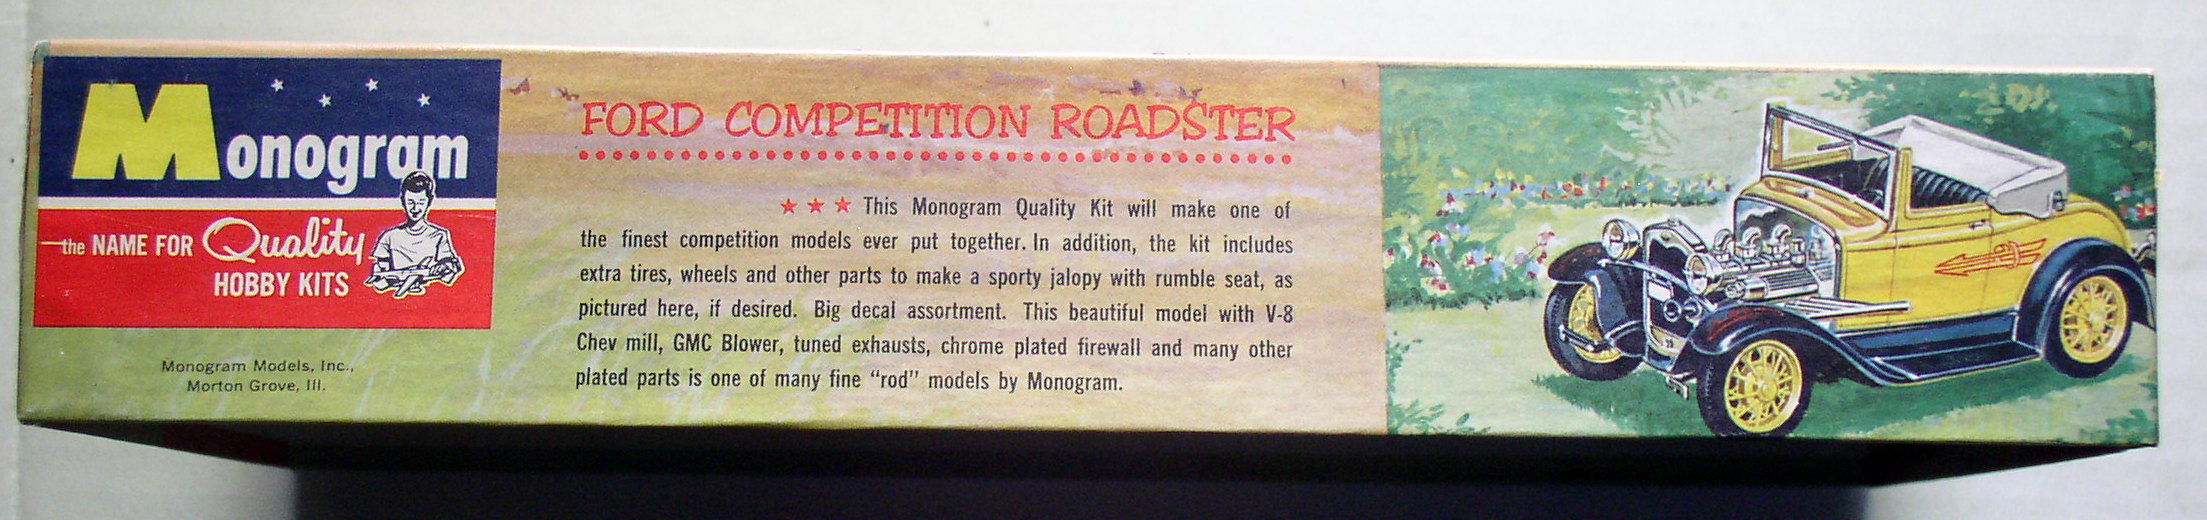 Monogram
the NAME FOR Quality
HOBBY KITS
Monogram Models, Inc.,
Morton Grove, Ill.
FORD COMPETITION ROADSTER
★ ★ ★ This Monogram Quality Kit will make one of
the finest competition models ever put together. In addition, the kit includes
extra tires, wheels and other parts to make a sporty jalopy with rumble seat, as
pictured here, if desired. Big decal assortment. This beautiful model with V-8
Chev mill, GMC Blower, tuned exhausts, chrome plated firewall and many other
plated parts is one of many fine “rod” models by Monogram.